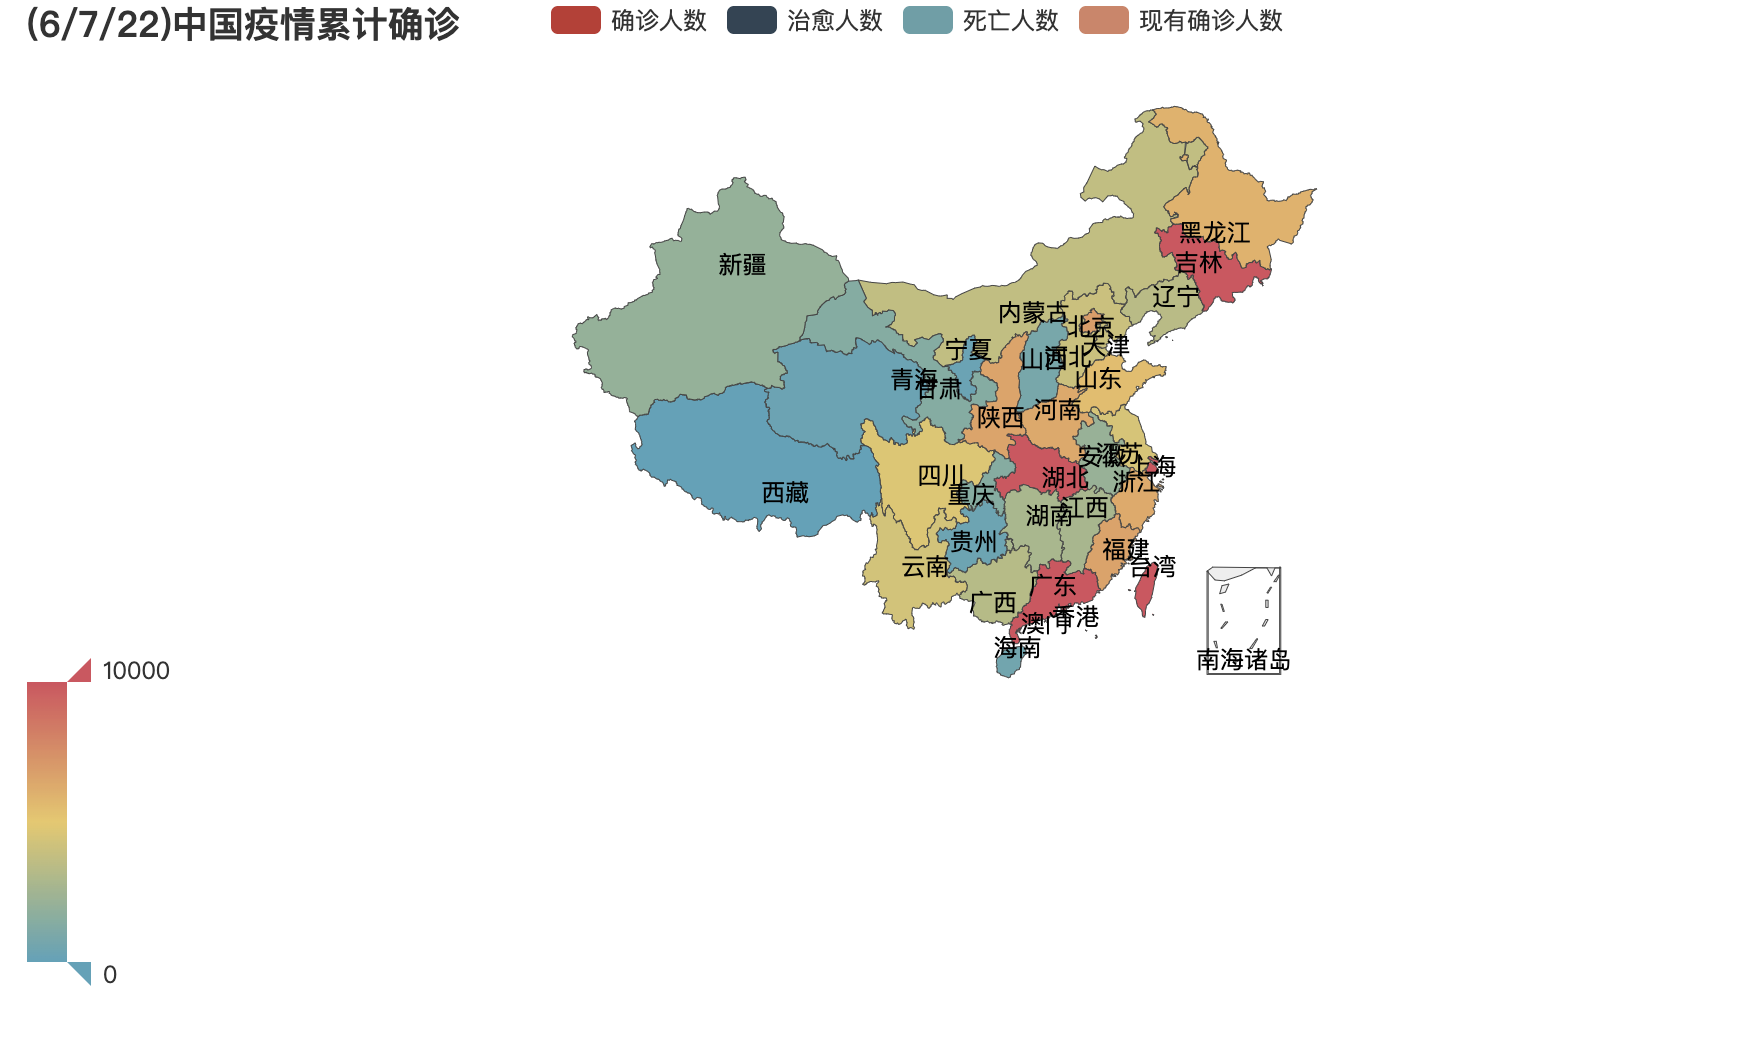 (6/7/22)中国疫情累计确诊
确诊人数
治愈人数
死亡人数
现有确诊人数
黑龙江
吉林
新疆
辽宁
内蒙古
北京
天津
宁夏
河北
山西
山东
青海
甘肃
河南
陕西
江苏
安徽
上海
四川
湖北
浙江
西藏
重庆
江西
湖南
贵州
福建
云南
台湾
广东
广西
香港
澳门
海南
南海诸岛
10000
0